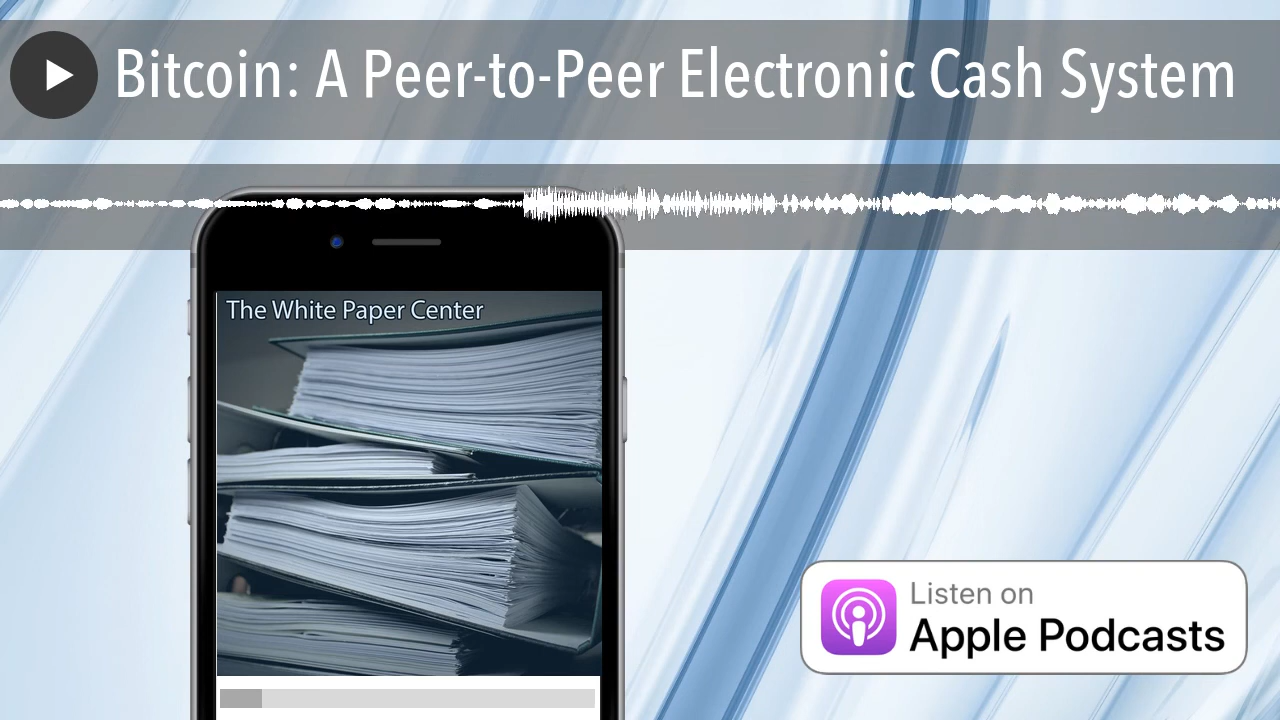 Bitcoin: A Peer-to-Peer Electronic Cash System
The White Paper Center
Listen on
Apple Podcasts